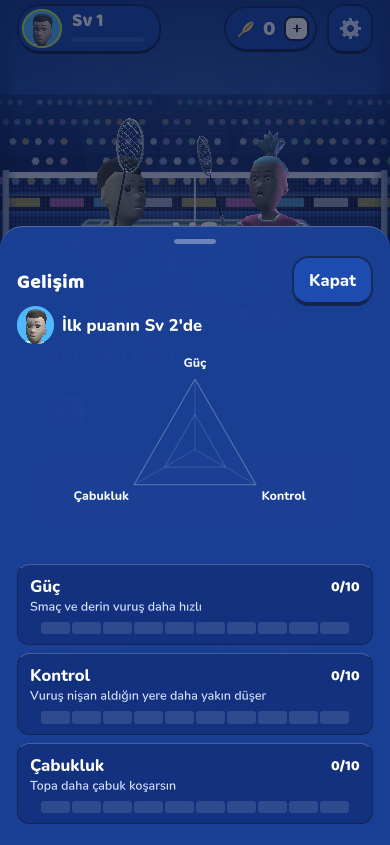 Sv 1
0
+
Gelişim
Kapat
İlk puanın Sv 2'de
Güç
Çabukluk
Kontrol
Güç
0/10
Smaç ve derin vuruş daha hızlı
Kontrol
0/10
Vuruş nişan aldığın yere daha yakın düşer
Çabukluk
0/10
Topa daha çabuk koşarsın